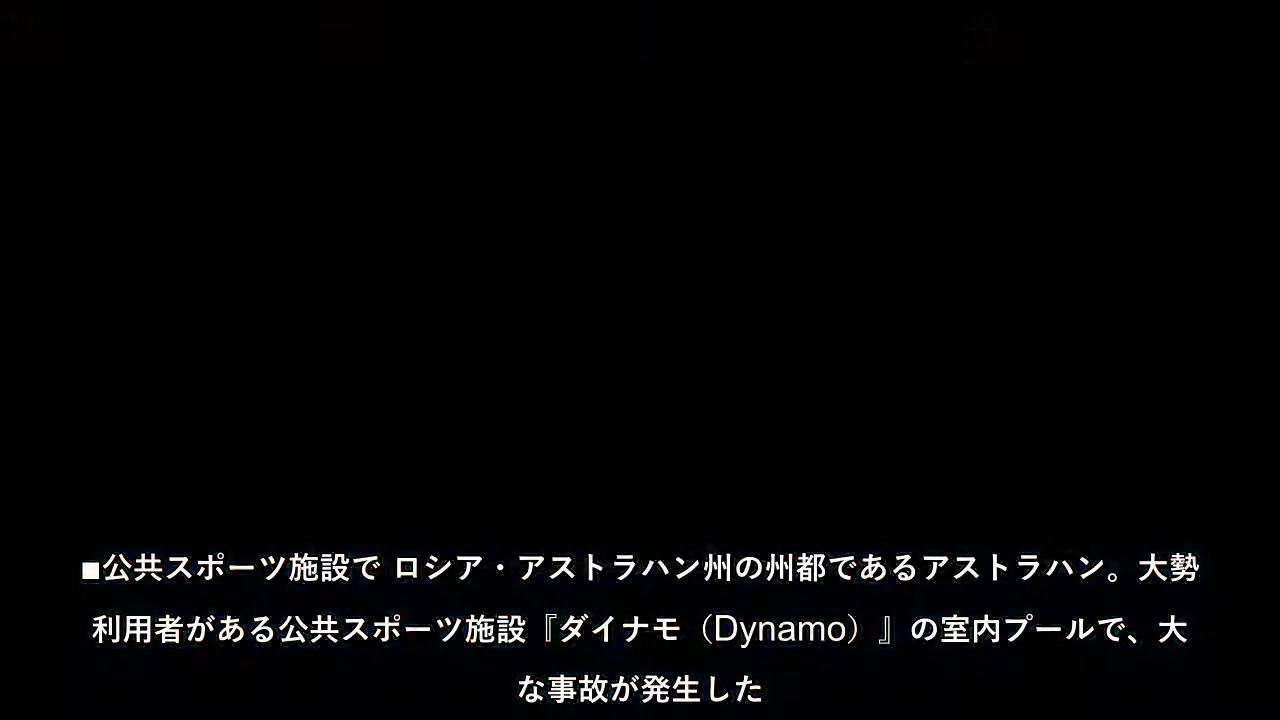 ■公共スポーツ施設で ロシア・アストラハン州の州都であるアストラハン。大勢
利用者がある公共スポーツ施設『ダイナモ（Dynamo）』の室内プールで、大
な事故が発生した